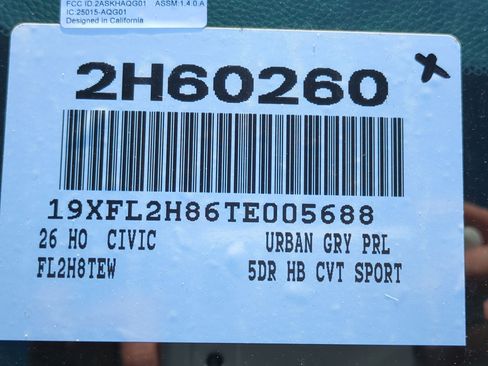 FCC ID:2ASKHAQG01 ASSM:1.4.0.A
IC:25015-AQG01
Designed in California
2H60260
X
19XFL2H86TE005688
26 HO CIVIC URBAN GRY PRL
FL2H8TEW 5DR HB CVT SPORT